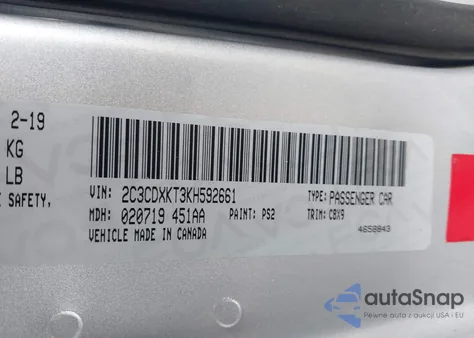 2-19
KG
LB
SAFETY,
VIN: 2C3CDXKT3KH592661 TYPE: PASSENGER CAR
MDH: 020719 451AA PAINT: PS2 TRIM: CBX9
VEHICLE MADE IN CANADA 4658843
autoSnap
Pewne auta z aukcji USA i EU